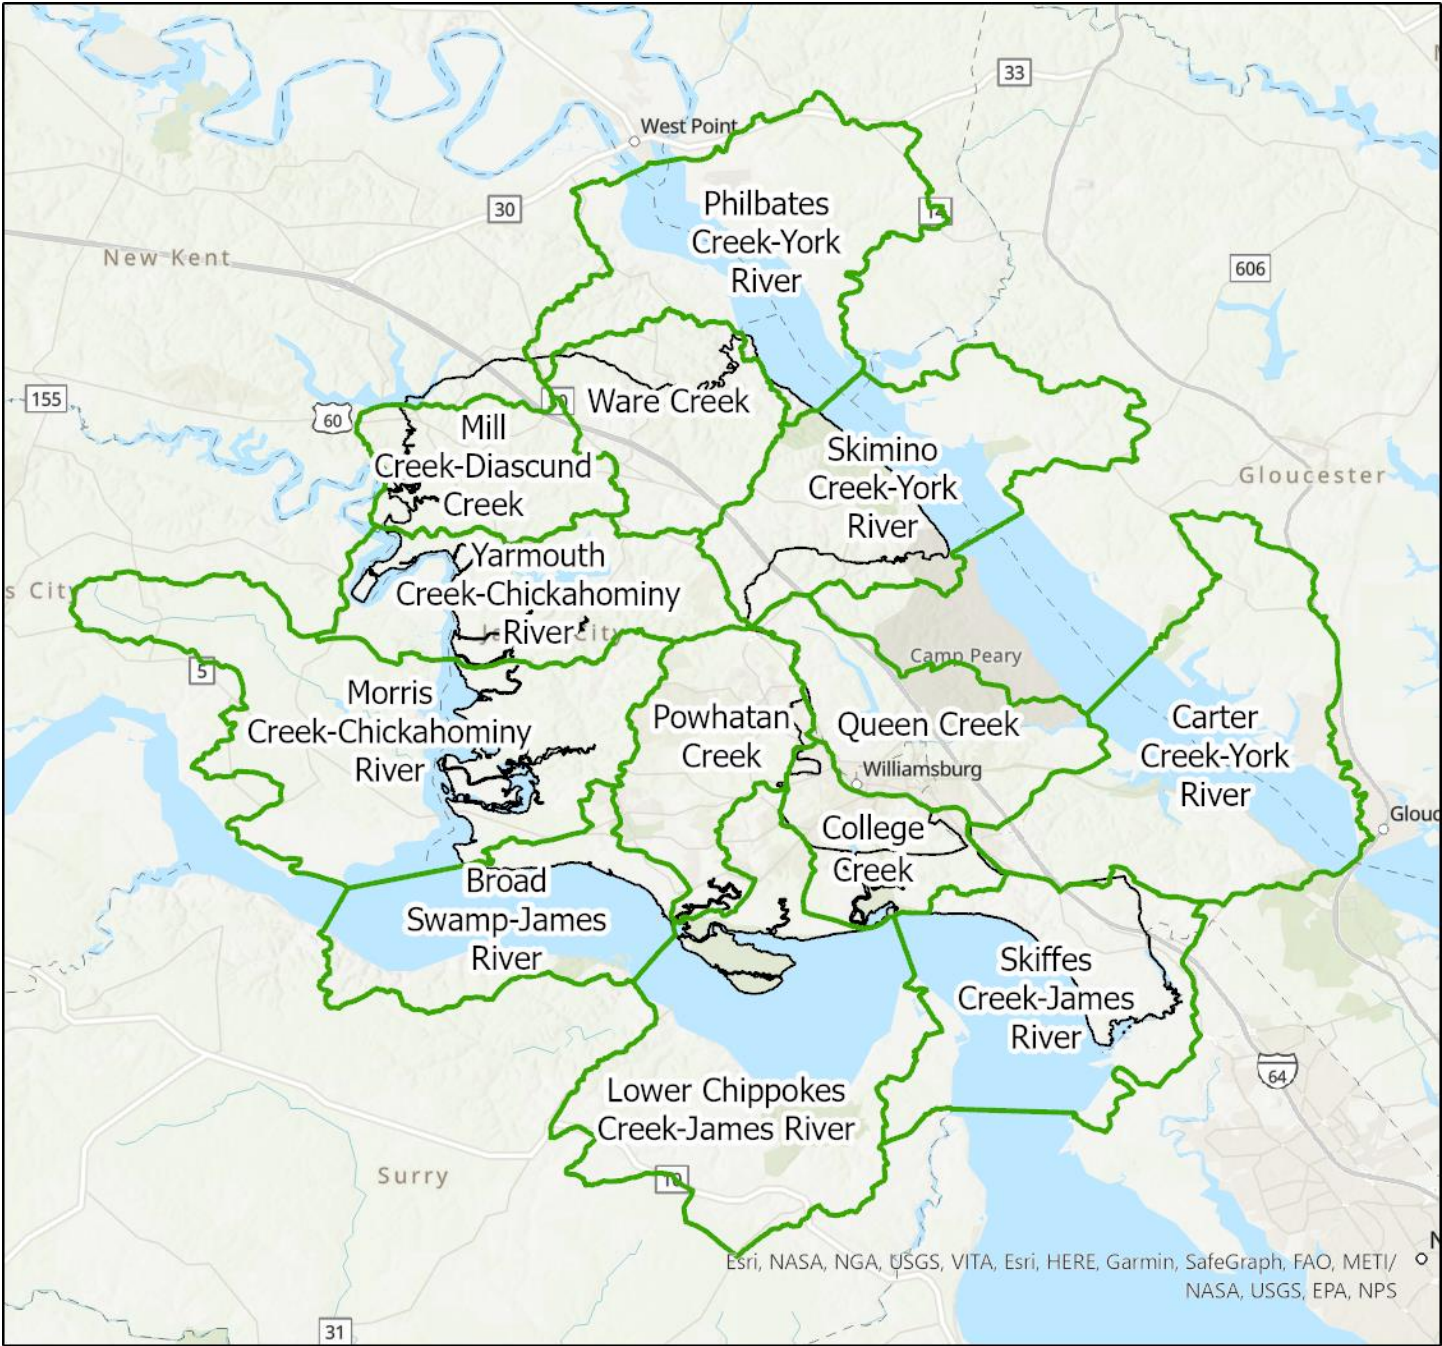 33
West Point
30
14
Philbates
Creek-York
River
New Kent
606
155
60
Ware Creek
Mill
Creek-Diascund
Creek
Skimino
Creek-York
River
Gloucester
Yarmouth
Creek-Chickahominy
River
s City
City
Camp Peary
5
Morris
Creek-Chickahominy
River
Powhatan
Creek
Queen Creek
Carter
Creek-York
River
Williamsburg
Glouc
College
Creek
Broad
Swamp-James
River
Skiffes
Creek-James
River
64
Lower Chippokes
Creek-James River
Surry
10
N
Esri, NASA, NGA, USGS, VITA, Esri, HERE, Garmin, SafeGraph, FAO, METI/
NASA, USGS, EPA, NPS
31